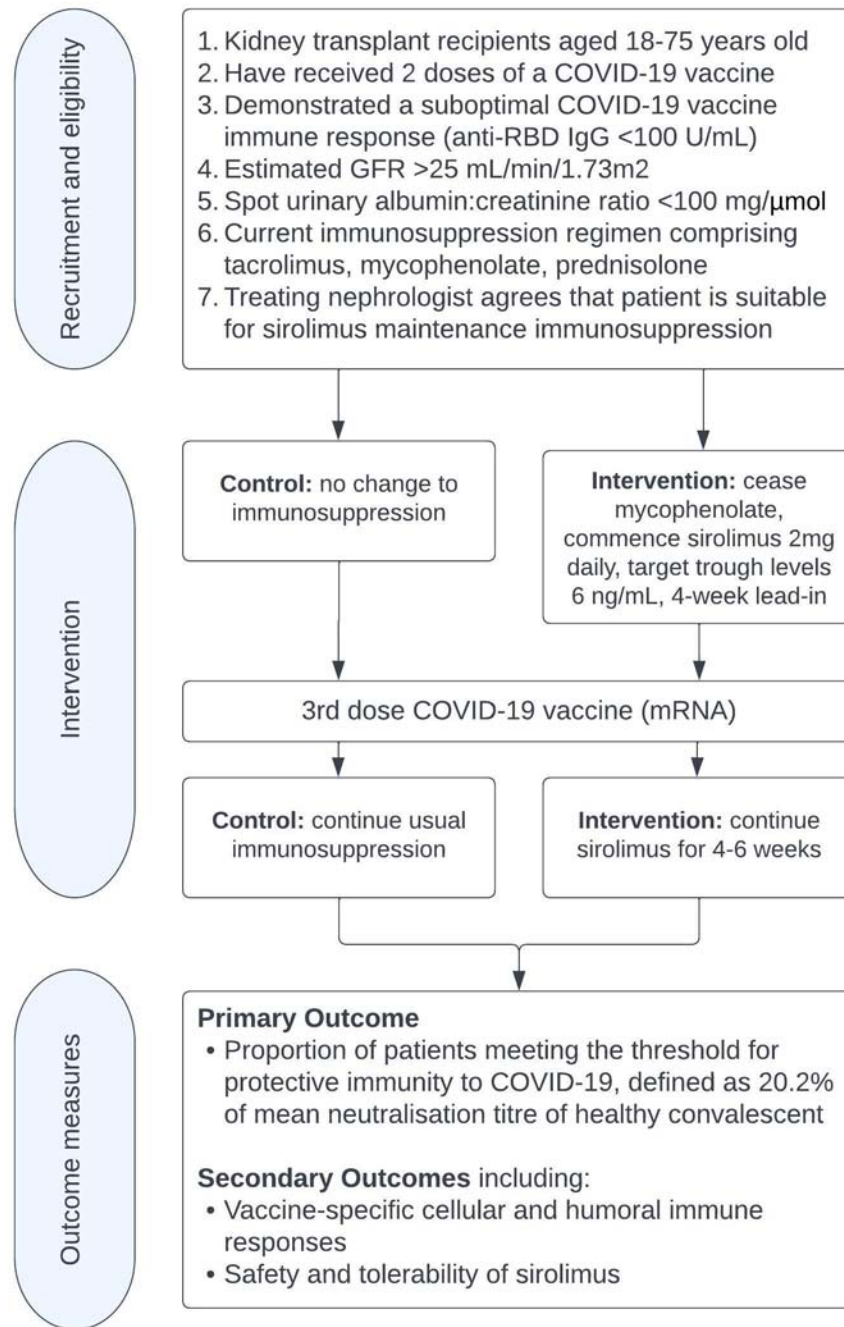 Recruitment and eligibility
1. Kidney transplant recipients aged 18-75 years old
2. Have received 2 doses of a COVID-19 vaccine
3. Demonstrated a suboptimal COVID-19 vaccine
immune response (anti-RBD IgG <100 U/mL)
4. Estimated GFR >25 mL/min/1.73m2
5. Spot urinary albumin:creatinine ratio <100 mg/µmol
6. Current immunosuppression regimen comprising
tacrolimus, mycophenolate, prednisolone
7. Treating nephrologist agrees that patient is suitable
for sirolimus maintenance immunosuppression
Intervention
Control: no change to
immunosuppression
Intervention: cease
mycophenolate,
commence sirolimus 2mg
daily, target trough levels
6 ng/mL, 4-week lead-in
3rd dose COVID-19 vaccine (mRNA)
Control: continue usual
immunosuppression
Intervention: continue
sirolimus for 4-6 weeks
Outcome measures
Primary Outcome
• Proportion of patients meeting the threshold for
protective immunity to COVID-19, defined as 20.2%
of mean neutralisation titre of healthy convalescent
Secondary Outcomes including:
• Vaccine-specific cellular and humoral immune
responses
• Safety and tolerability of sirolimus